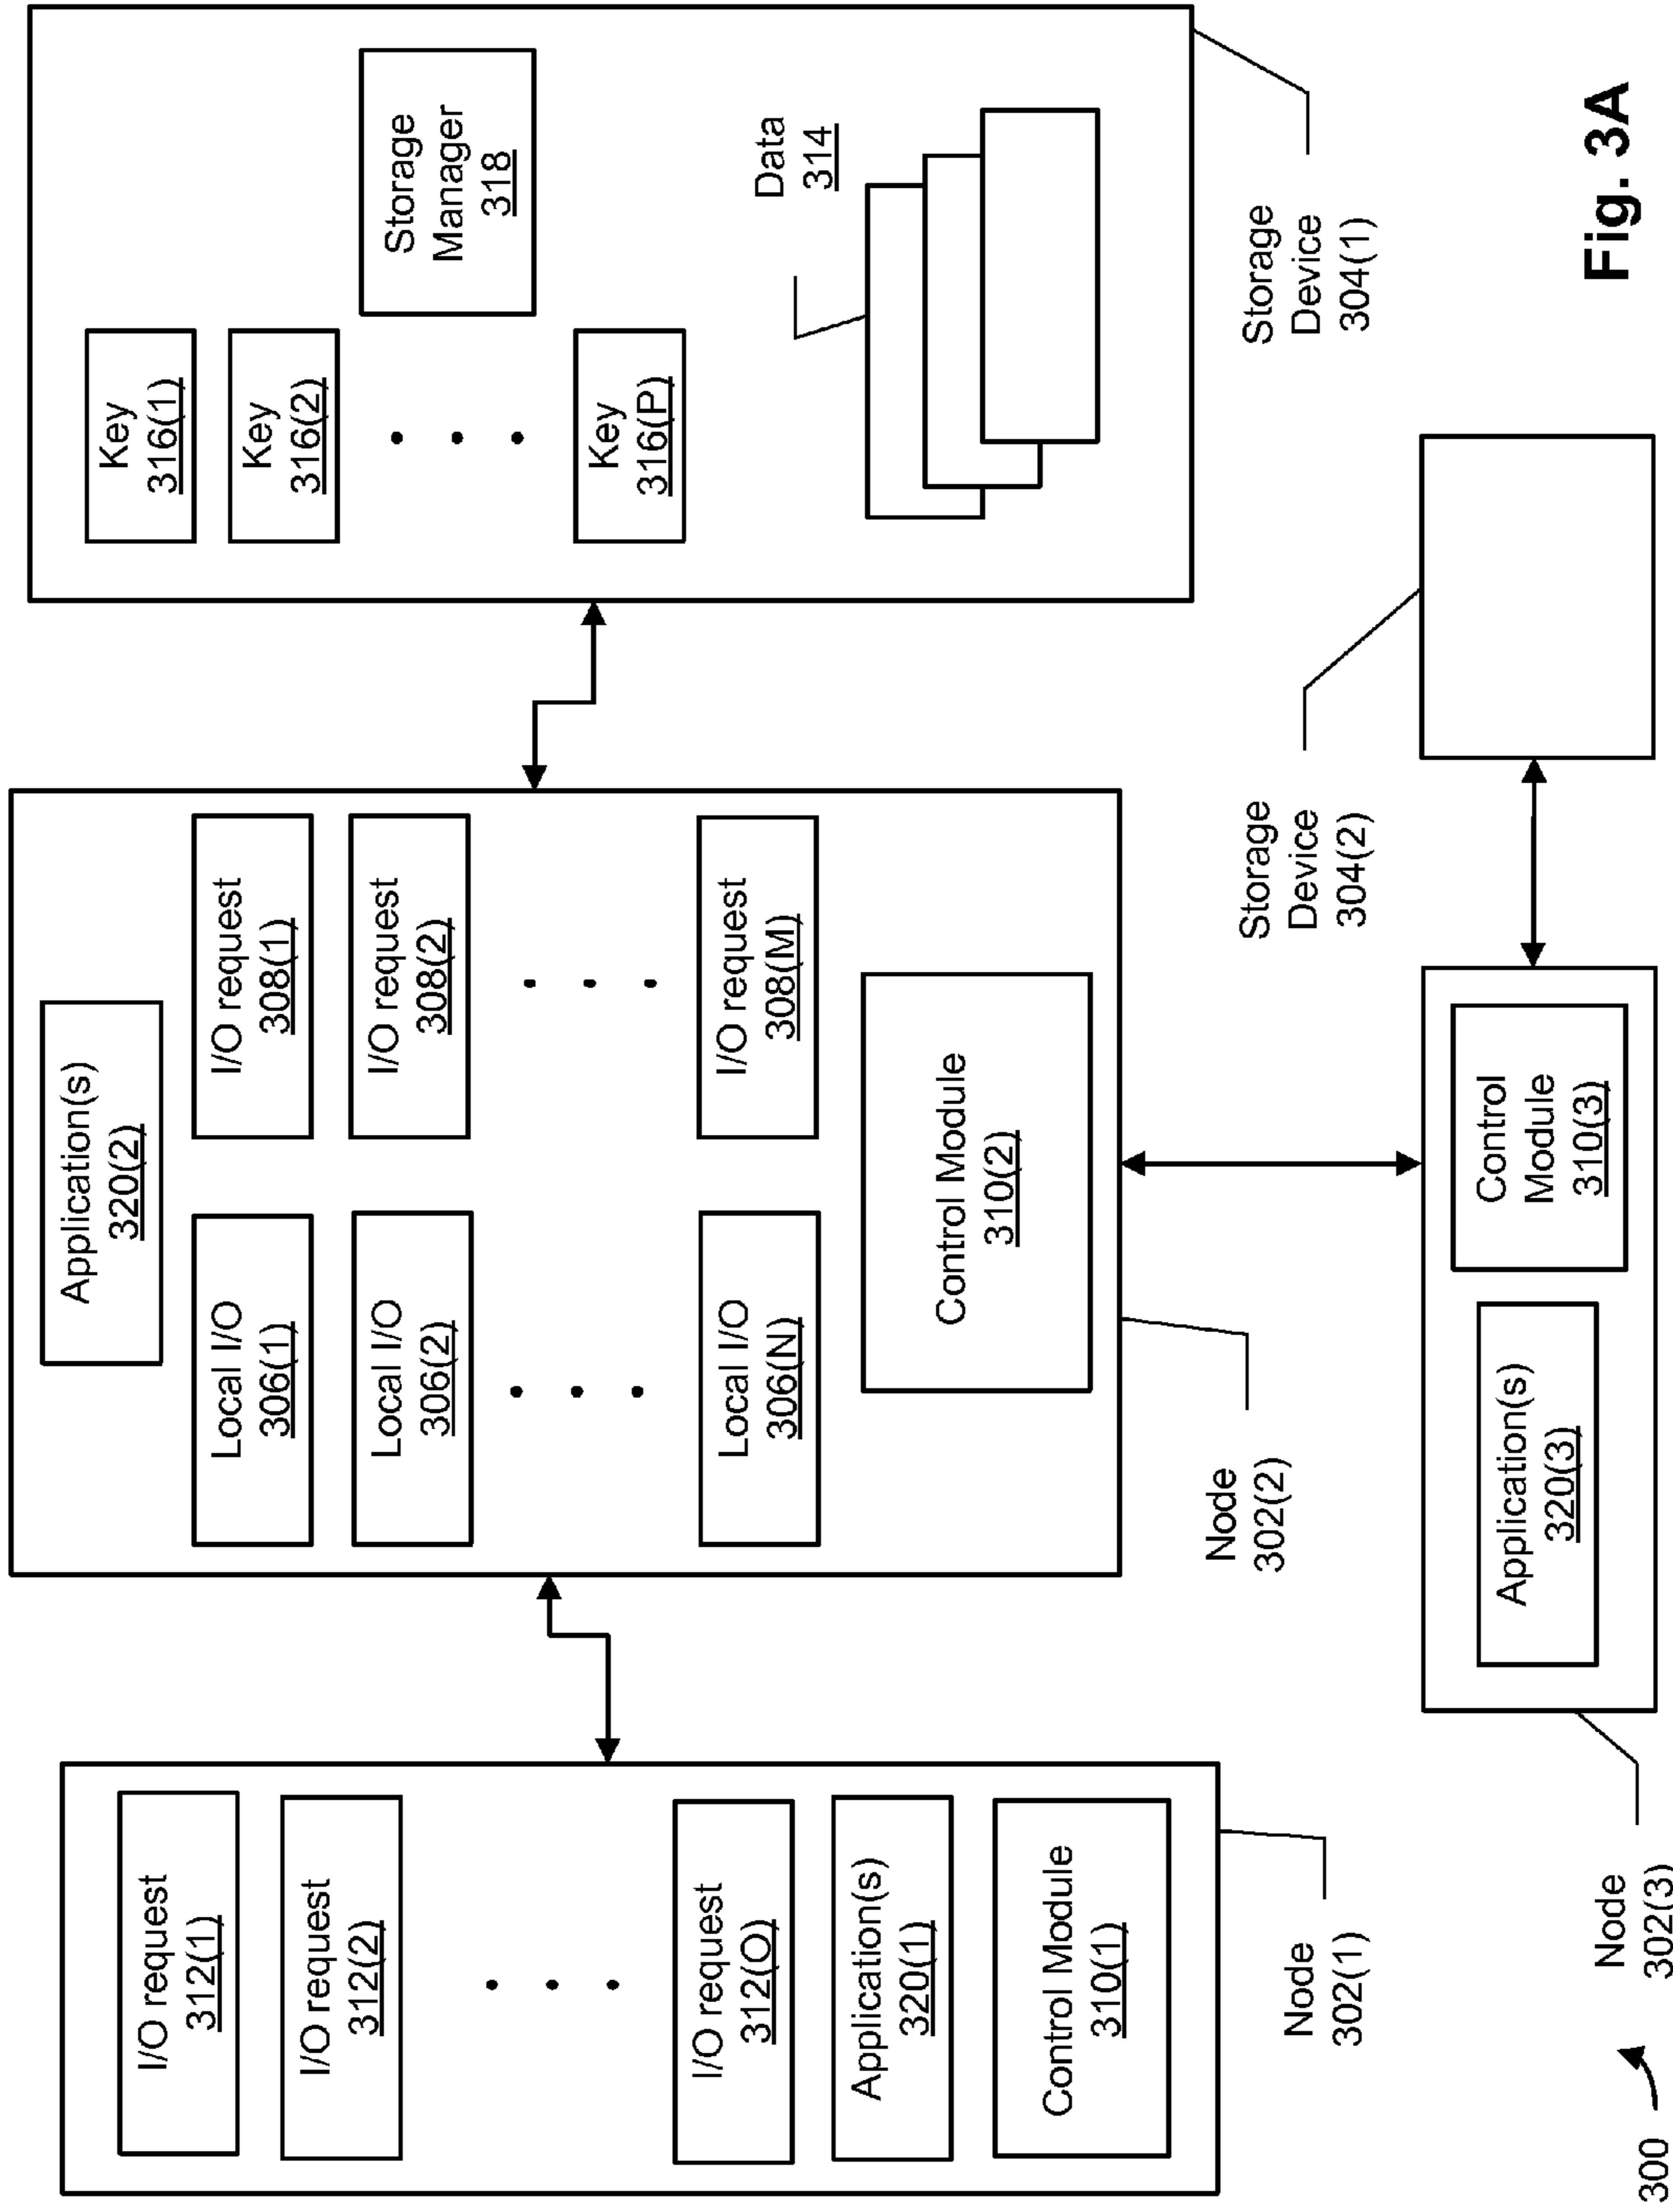 I/O request
312(1)
I/O request
312(2)
I/O request
312(O)
Application(s)
320(1)
Control Module
310(1)
Node
302(1)
Application(s)
320(2)
Local I/O
306(1)
I/O request
308(1)
Local I/O
306(2)
I/O request
308(2)
Local I/O
306(N)
I/O request
308(M)
Control Module
310(2)
Node
302(2)
Key
316(1)
Key
316(2)
Key
316(P)
Storage
Manager
318
Data
314
Storage
Device
304(1)
Storage
Device
304(2)
Application(s)
320(3)
Control
Module
310(3)
Node
302(3)
300
Fig. 3A